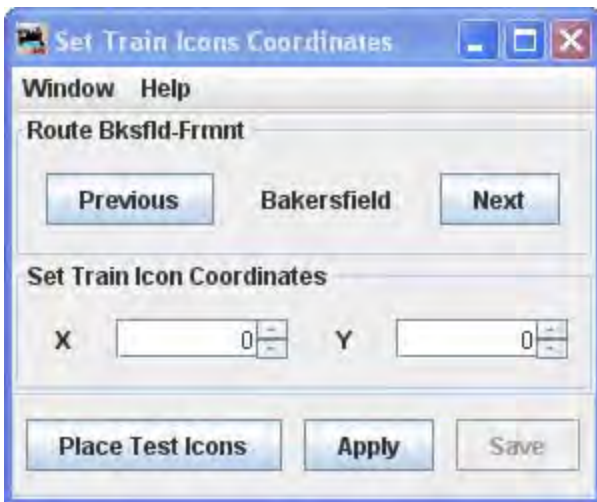 Set Train Icons Coordinates
Window Help
Route Bksfld-Frmnt
Previous Bakersfield Next
Set Train Icon Coordinates
X 0 Y 0
Place Test Icons Apply Save